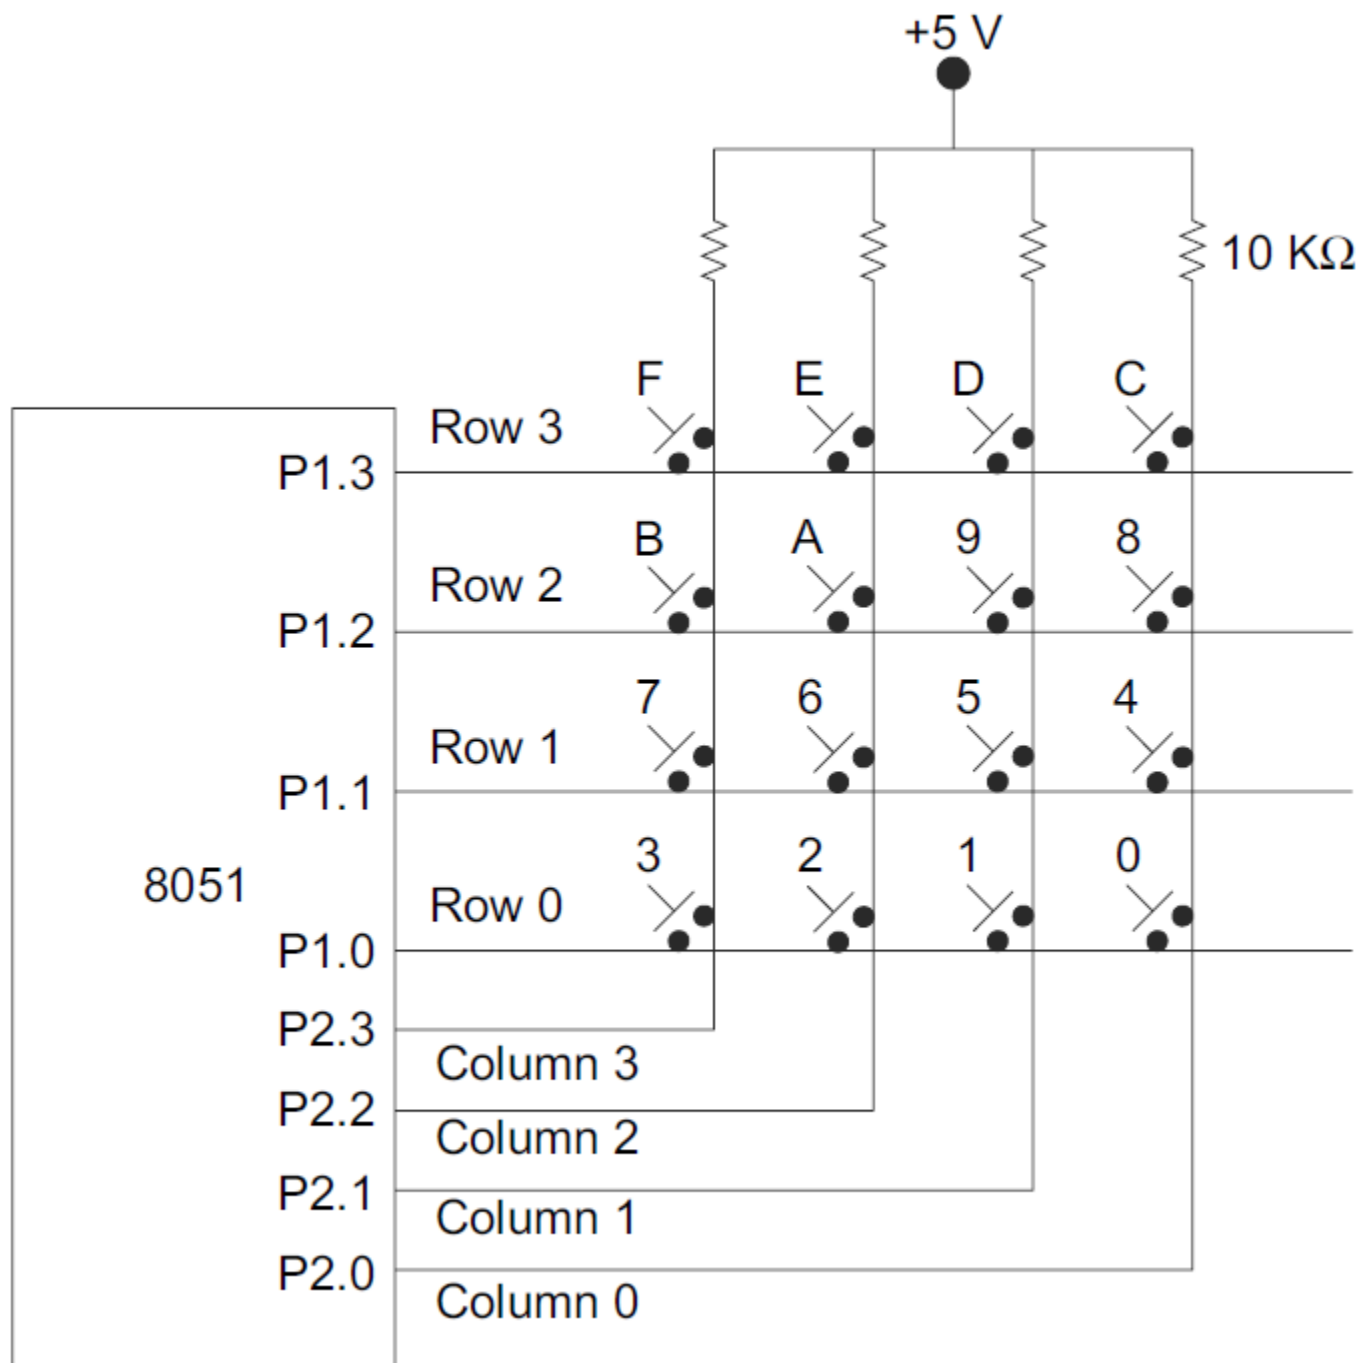 +5 V
10 KΩ
F E D C
Row 3
P1.3
B A 9 8
Row 2
P1.2
7 6 5 4
Row 1
P1.1
3 2 1 0
8051
Row 0
P1.0
P2.3
Column 3
P2.2
Column 2
P2.1
Column 1
P2.0
Column 0